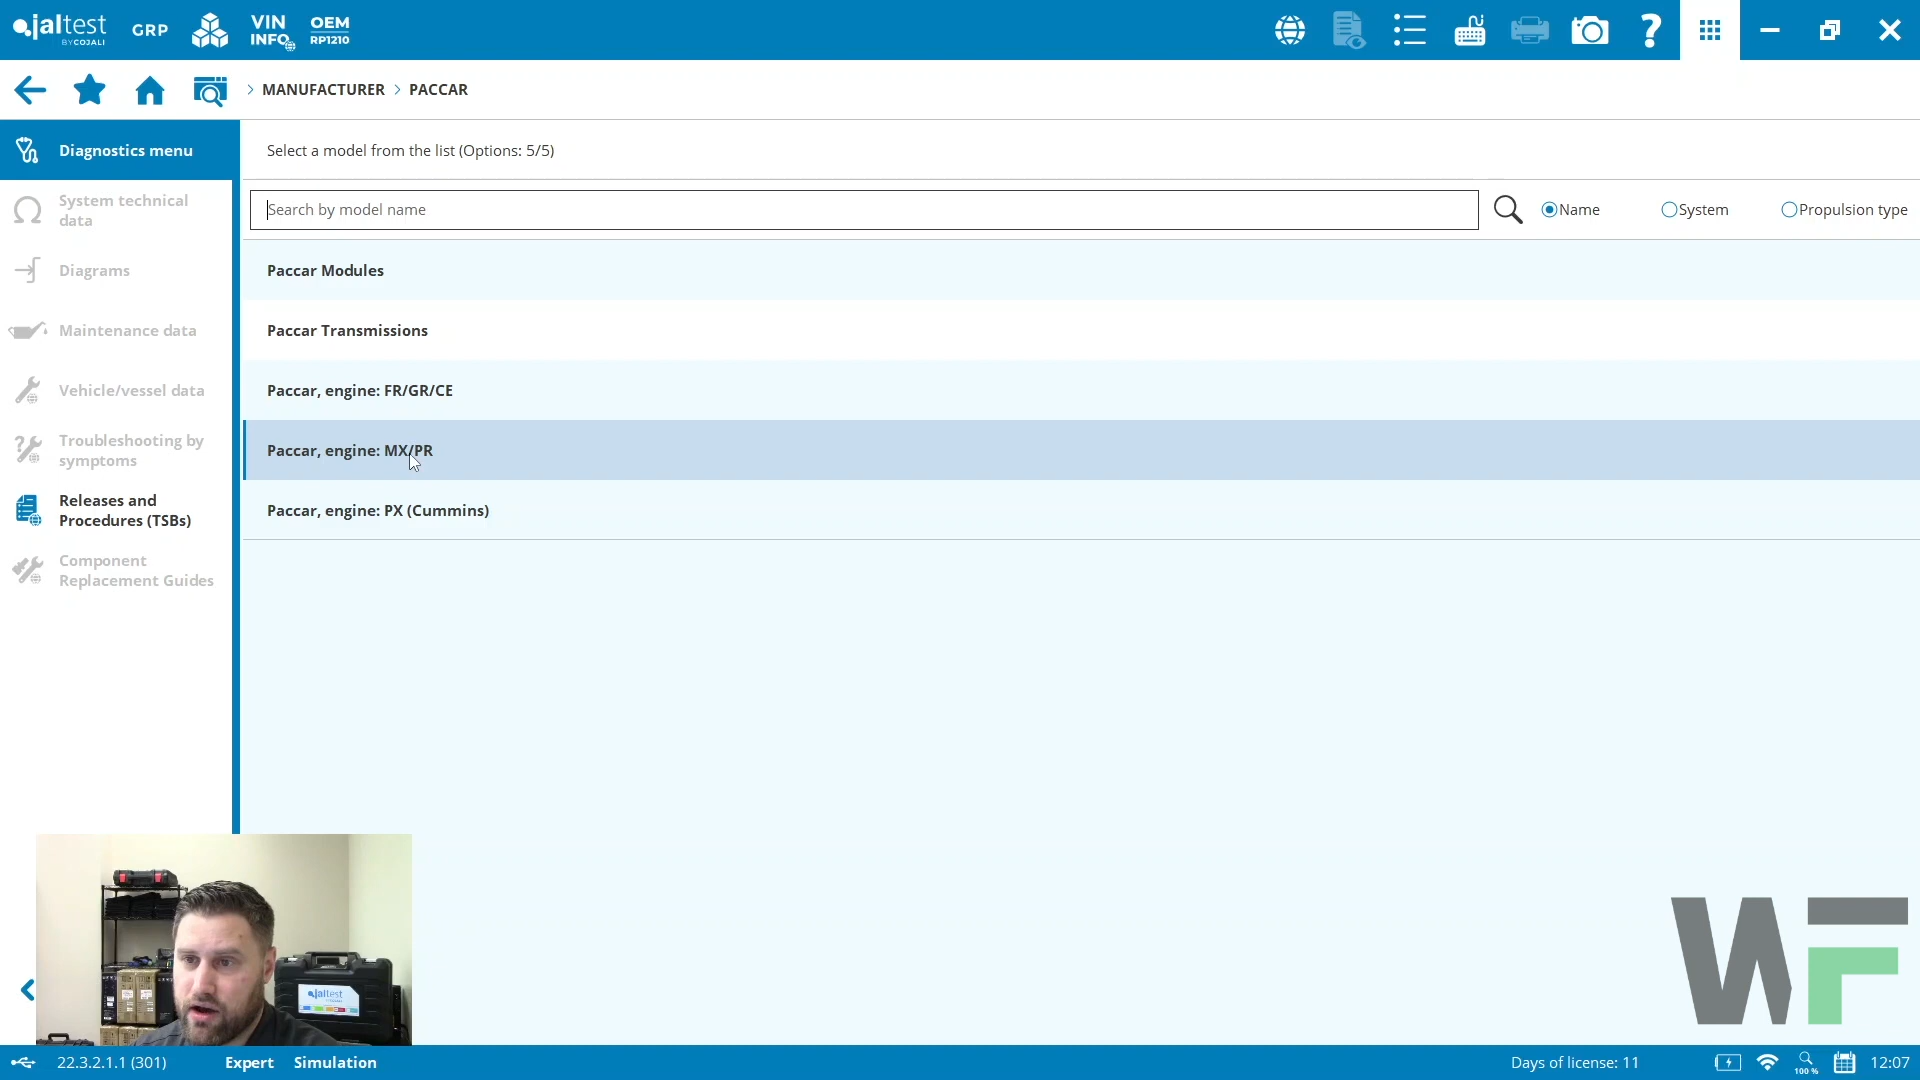 jaltest
BY COJALI
GRP
VIN
INFO
OEM
RP1210
> MANUFACTURER > PACCAR
Diagnostics menu
Select a model from the list (Options: 5/5)
System technical
data
Search by model name
Name
System
Propulsion type
Diagrams
Paccar Modules
Maintenance data
Paccar Transmissions
Vehicle/vessel data
Paccar, engine: FR/GR/CE
Troubleshooting by
symptoms
Paccar, engine: MX/PR
Releases and
Procedures (TSBs)
Paccar, engine: PX (Cummins)
Component
Replacement Guides
jaltest
WF
22.3.2.1.1 (301)
Expert
Simulation
Days of license: 11
100 %
12:07